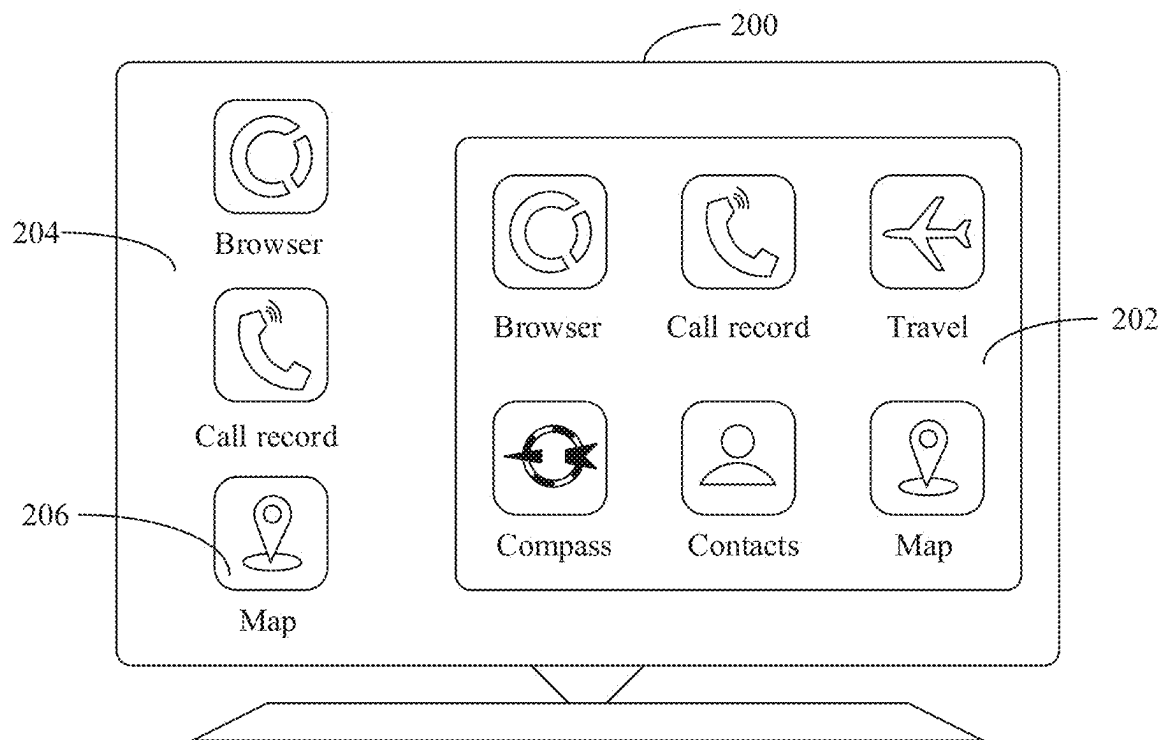 200
204
Browser
Call record
206
Map
Browser Call record Travel
202
Compass Contacts Map